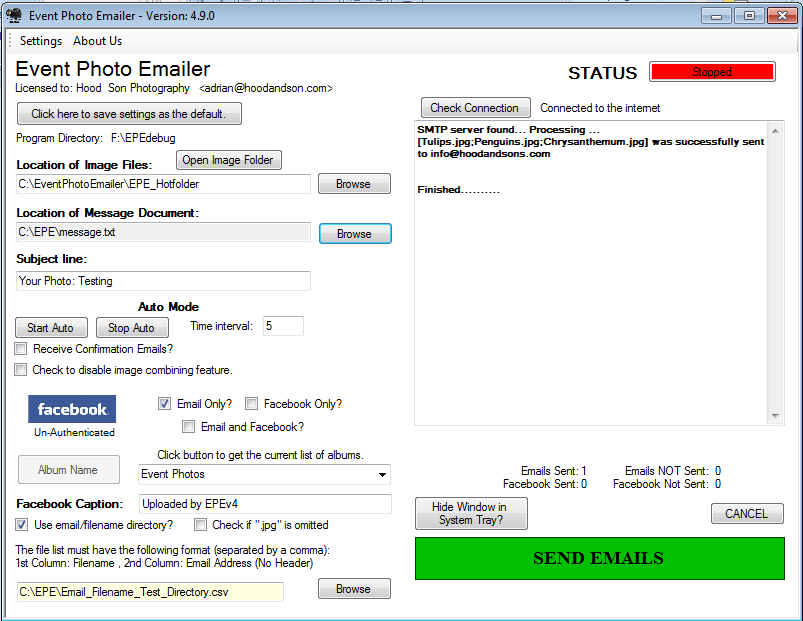 Event Photo Emailer - Version: 4.9.0
Settings About Us
Event Photo Emailer
Licensed to: Hood Son Photography <adrian@hoodandson.com>
Click here to save settings as the default.
Program Directory: F:\EPEdebug
Location of Image Files:
Open Image Folder
C:\EventPhotoEmailer\EPE_Hotfolder
Browse
Location of Message Document:
C:\EPE\message.txt
Browse
Subject line:
Your Photo: Testing
Auto Mode
Start Auto
Stop Auto
Time interval:
5
Receive Confirmation Emails?
Check to disable image combining feature.
facebook
Un-Authenticated
Email Only?
Facebook Only?
Email and Facebook?
Click button to get the current list of albums.
Album Name
Event Photos
Facebook Caption:
Uploaded by EPEv4
Use email/filename directory?
Check if ".jpg" is omitted
The file list must have the following format (separated by a comma):
1st Column: Filename , 2nd Column: Email Address (No Header)
C:\EPE\Email_Filename_Test_Directory.csv
Browse
STATUS
Stopped
Check Connection
Connected to the internet
SMTP server found... Processing ...
[Tulips.jpg;Penguins.jpg;Chrysanthemum.jpg] was successfully sent
to info@hoodandsons.com
Finished..........
Emails Sent: 1
Emails NOT Sent: 0
Facebook Sent: 0
Facebook Not Sent: 0
Hide Window in
System Tray?
CANCEL
SEND EMAILS